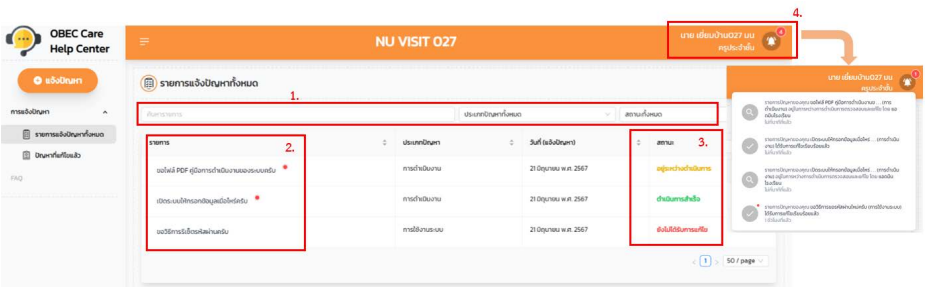 4.
OBEC Care
Help Center
NU VISIT 027
นาย เยี่ยมบ้าน027 นน
ครูประจำชั้น
4
แจ้งปัญหา
รายการแจ้งปัญหาทั้งหมด
นาย เยี่ยมบ้าน027 นน
ครูประจำชั้น
การแจ้งปัญหา
1.
ค้นหารายการ
ประเภทปัญหาทั้งหมด
สถานะทั้งหมด
รายการแจ้งปัญหาทั้งหมด
ปัญหาที่แก้ไขแล้ว
FAQ
รายการ
2.
ประเภทปัญหา
วันที่ (แจ้งปัญหา)
สถานะ
3.
ขอไฟล์ PDF คู่มือการดำเนินงานของระบบครับ
การดำเนินงาน
21 มิถุนายน พ.ศ. 2567
อยู่ระหว่างดำเนินการ
เปิดระบบให้กรอกข้อมูลเมื่อไหร่ครับ
การดำเนินงาน
21 มิถุนายน พ.ศ. 2567
ดำเนินการสำเร็จ
ขอวิธีการรีเซ็ตรหัสผ่านครับ
การใช้งานระบบ
21 มิถุนายน พ.ศ. 2567
ยังไม่ได้รับการแก้ไข
1
50 / page